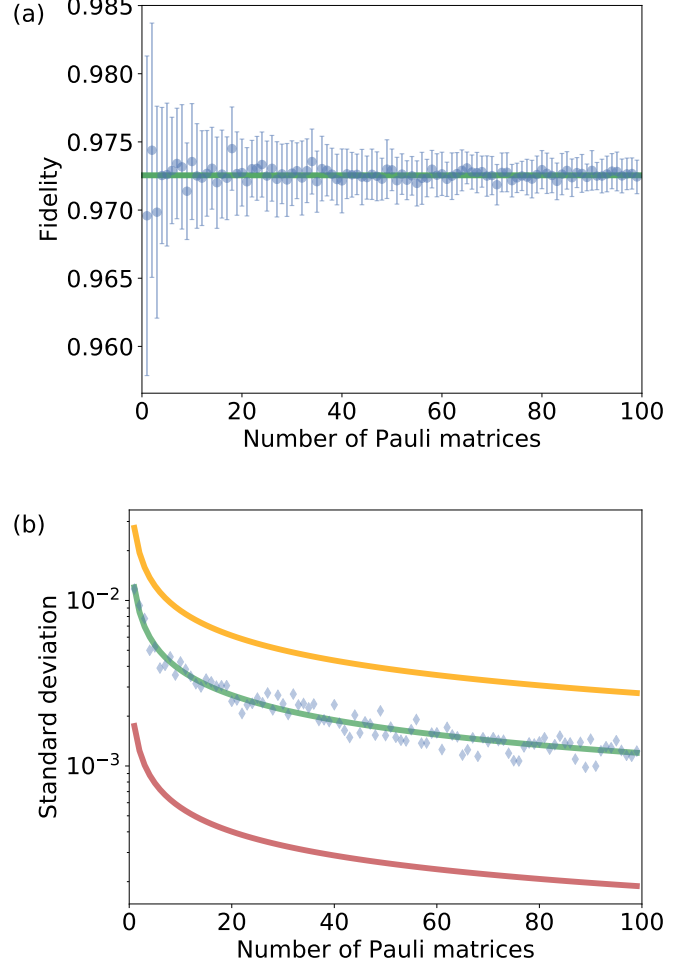 (a)
0.985
0.980
0.975
0.970
0.965
0.960
Fidelity
0 20 40 60 80 100
Number of Pauli matrices
(b)
10⁻²
10⁻³
Standard deviation
0 20 40 60 80 100
Number of Pauli matrices